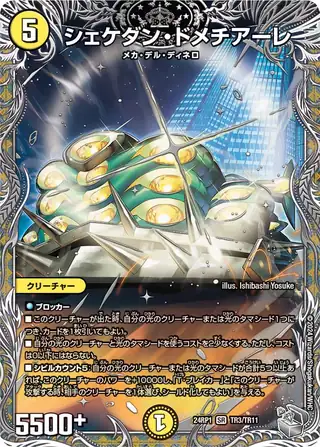 5
シェケダン・ドメチアーレ
メカ・デル・ディネロ
クリーチャー
illus. Ishibashi Yosuke
ブロッカー
■このクリーチャーが出た時、自分の光のクリーチャーまたは光のタマシード1つに
つき、カードを1枚引いてもよい。
■自分の光のクリーチャーと光のタマシードを使うコストを少なくする。ただし、コスト
は0以下にはならない。
■シビルカウント5:自分の光のクリーチャーまたは光のタマシードが合計5つ以上
あれば、このクリーチャーのパワーを+10000し、「T・ブレイカー」と「このクリーチャーが
攻撃する時、相手のクリーチャーを1体選び、シールド化してもよい」を与える。
5500+
1
24RP1 SR TR3/TR11